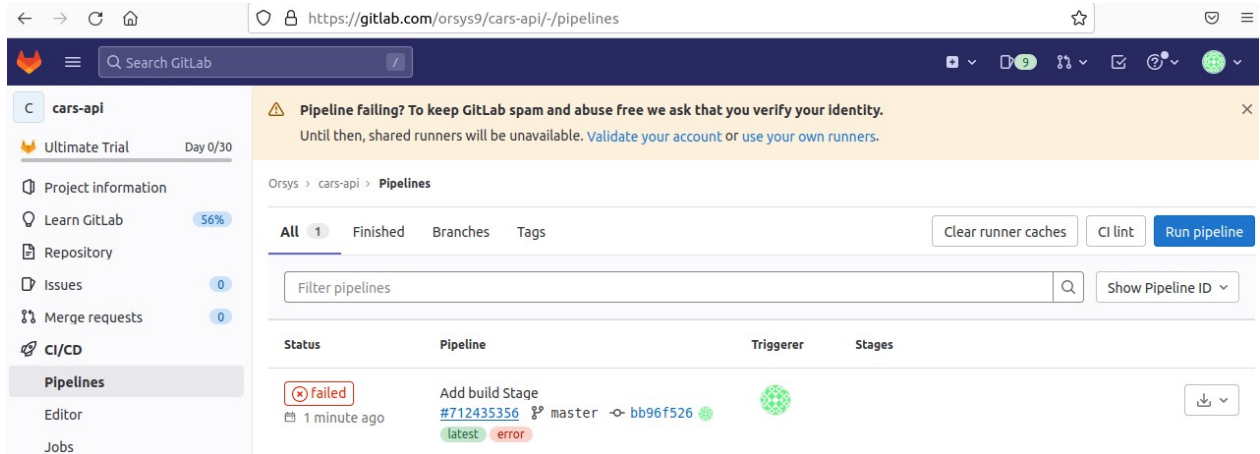 https://gitlab.com/orsys9/cars-api/-/pipelines
Search GitLab /
9
C cars-api
Ultimate Trial Day 0/30
Project information
Learn GitLab 56%
Repository
Issues 0
Merge requests 0
CI/CD
Pipelines
Editor
Jobs
Pipeline failing? To keep GitLab spam and abuse free we ask that you verify your identity.
Until then, shared runners will be unavailable. Validate your account or use your own runners.
Orsys > cars-api > Pipelines
All 1 Finished Branches Tags
Clear runner caches CI lint Run pipeline
Filter pipelines Show Pipeline ID
Status Pipeline Triggerer Stages
failed Add build Stage
1 minute ago #712435356 master bb96f526
latest error